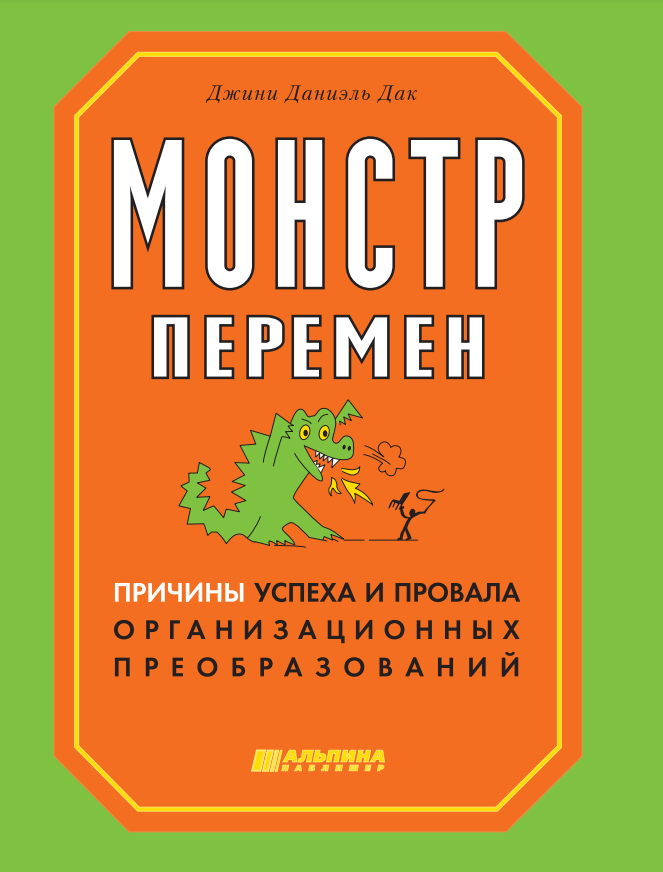 Джини Даниэль Дак
МОНСТР
ПЕРЕМЕН
ПРИЧИНЫ УСПЕХА И ПРОВАЛА
ОРГАНИЗАЦИОННЫХ
ПРЕОБРАЗОВАНИЙ
АЛЬПИНА
ПАБЛИШЕР